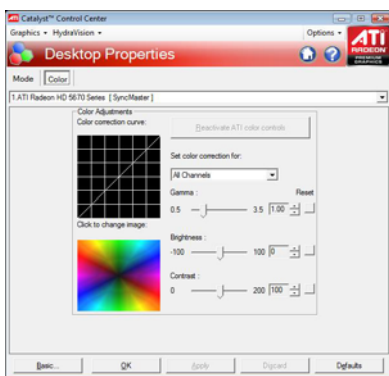 Catalyst™ Control Center
Graphics HydraVision Options
Desktop Properties
ATI
RADEON
PREMIUM
GRAPHICS
Mode Color
1.ATI Radeon HD 5670 Series [ SyncMaster ]
Color Adjustments
Color correction curve:
Reactivate ATI color controls
Set color correction for:
All Channels
Gamma : Reset
0.5 3.5 1.00
Click to change image:
Brightness :
-100 100 0
Contrast :
0 200 100
Basic... OK Apply Discard Defaults